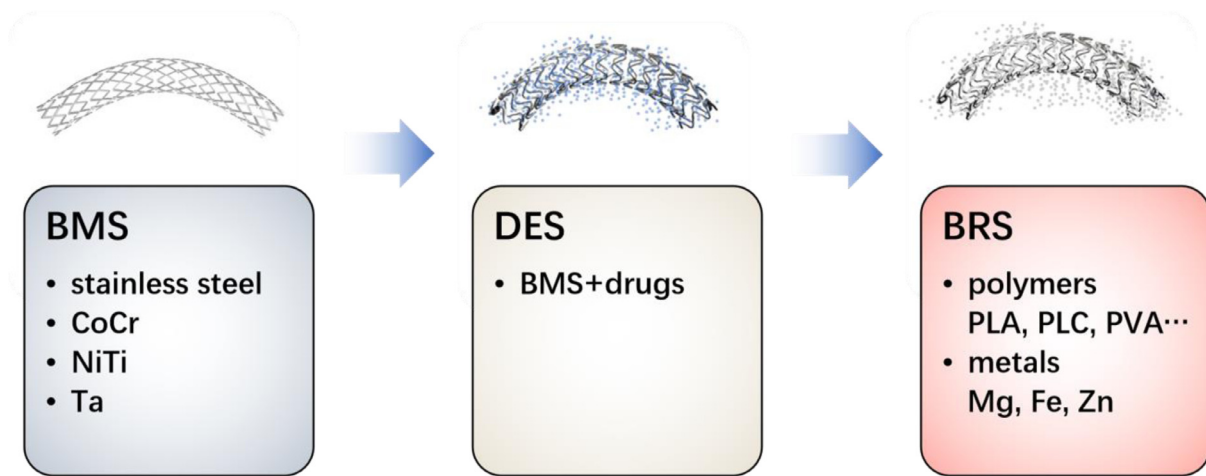 BMS
• stainless steel
• CoCr
• NiTi
• Ta
DES
• BMS+drugs
BRS
• polymers
PLA, PLC, PVA⋯
• metals
Mg, Fe, Zn